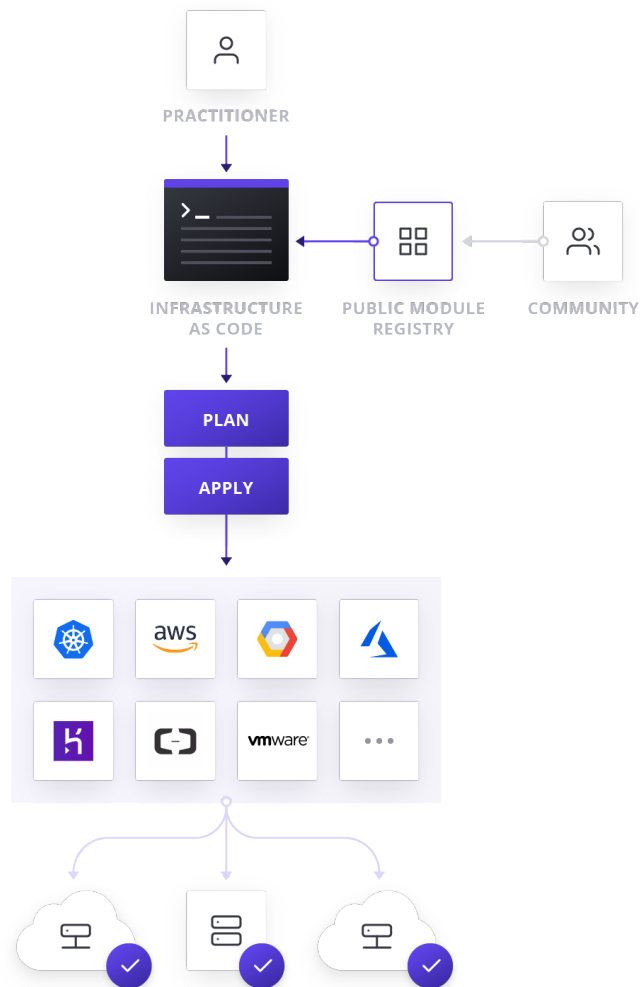 PRACTITIONER
INFRASTRUCTURE
AS CODE
PUBLIC MODULE
REGISTRY
COMMUNITY
PLAN
APPLY
aws
vmware